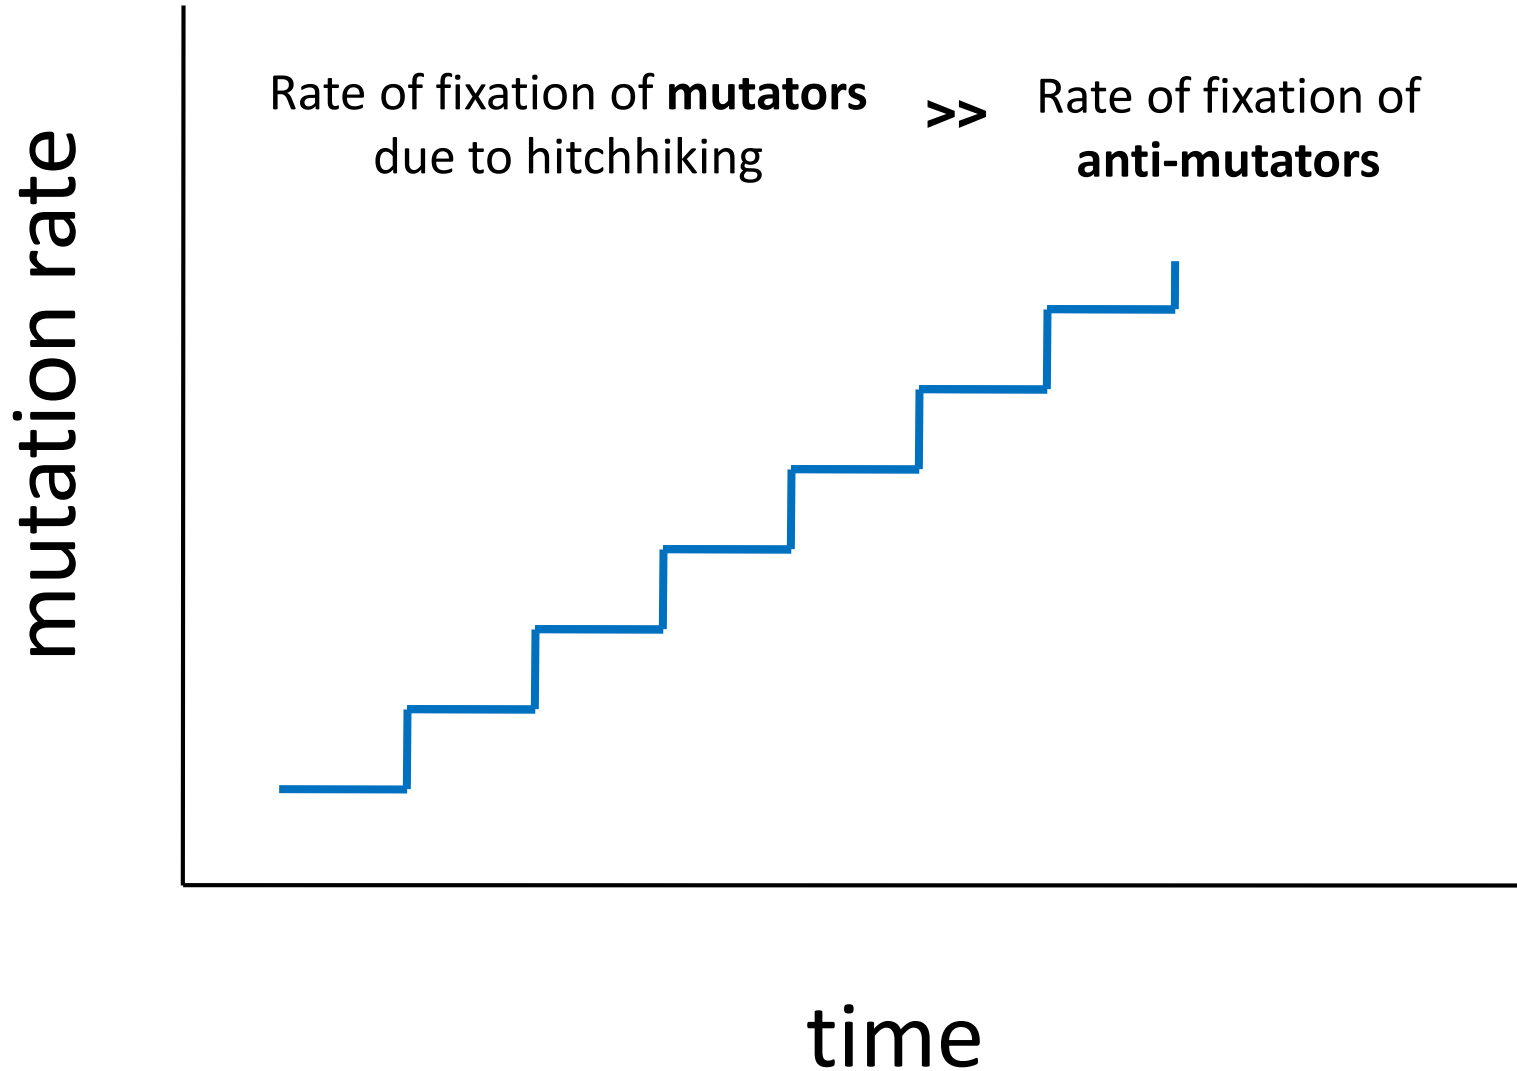 mutation rate
Rate of fixation of mutators
due to hitchhiking
>>
Rate of fixation of
anti-mutators
time